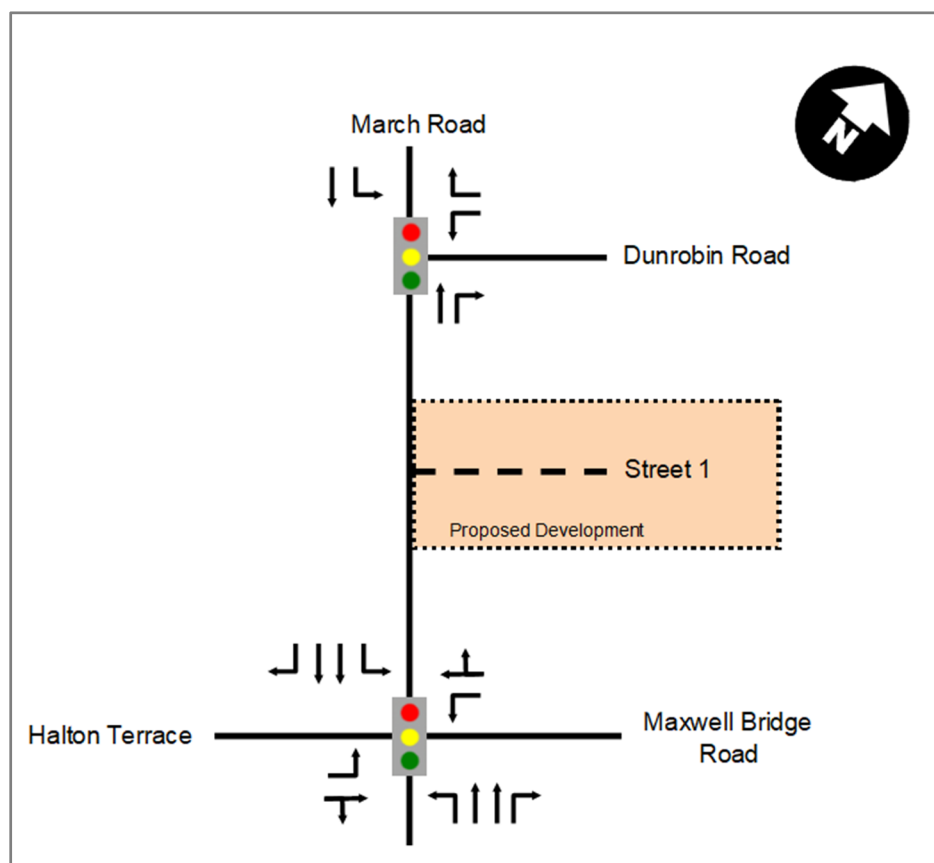 March Road
N
Dunrobin Road
Street 1
Proposed Development
Halton Terrace
Maxwell Bridge
Road